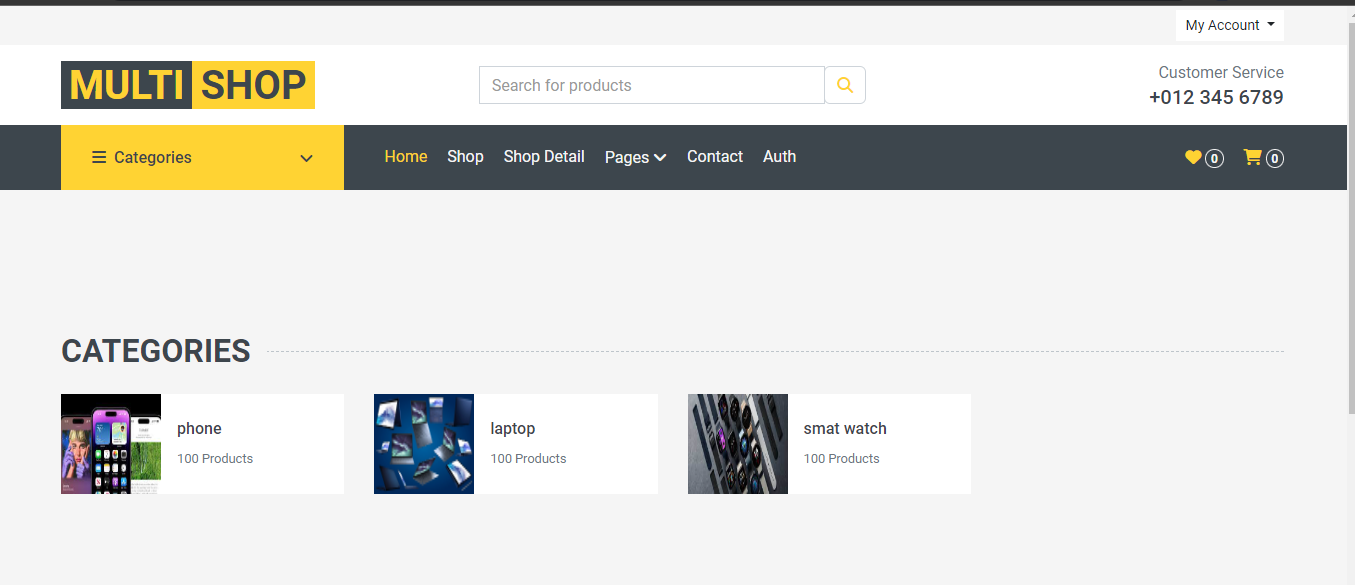 My Account
MULTI SHOP
Search for products
Customer Service
+012 345 6789
Categories
Home Shop Shop Detail Pages Contact Auth
0 0
CATEGORIES
phone
100 Products
laptop
100 Products
smat watch
100 Products